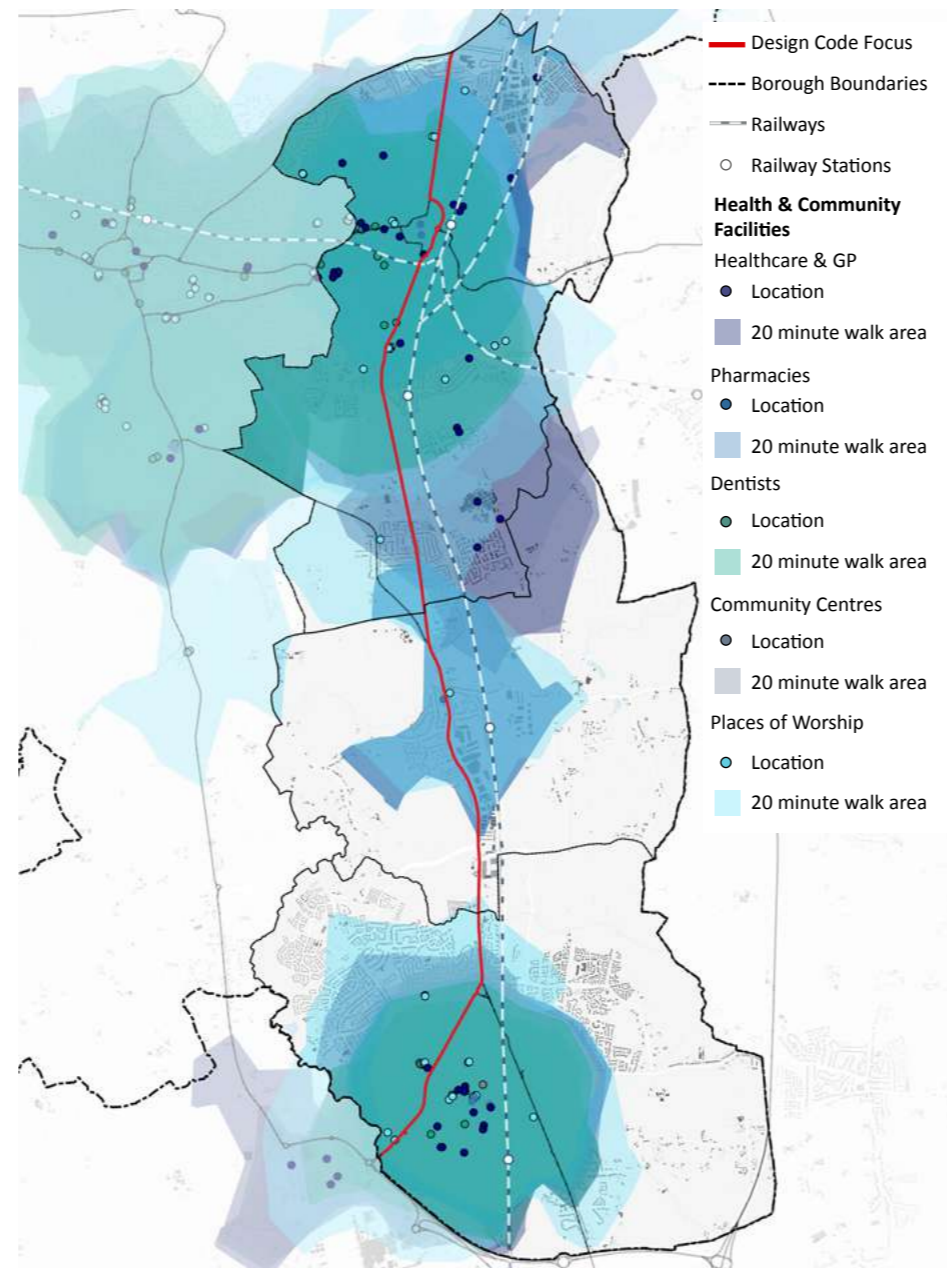 Design Code Focus
Borough Boundaries
Railways
Railway Stations
Health & Community
Facilities
Healthcare & GP
Location
20 minute walk area
Pharmacies
Location
20 minute walk area
Dentists
Location
20 minute walk area
Community Centres
Location
20 minute walk area
Places of Worship
Location
20 minute walk area